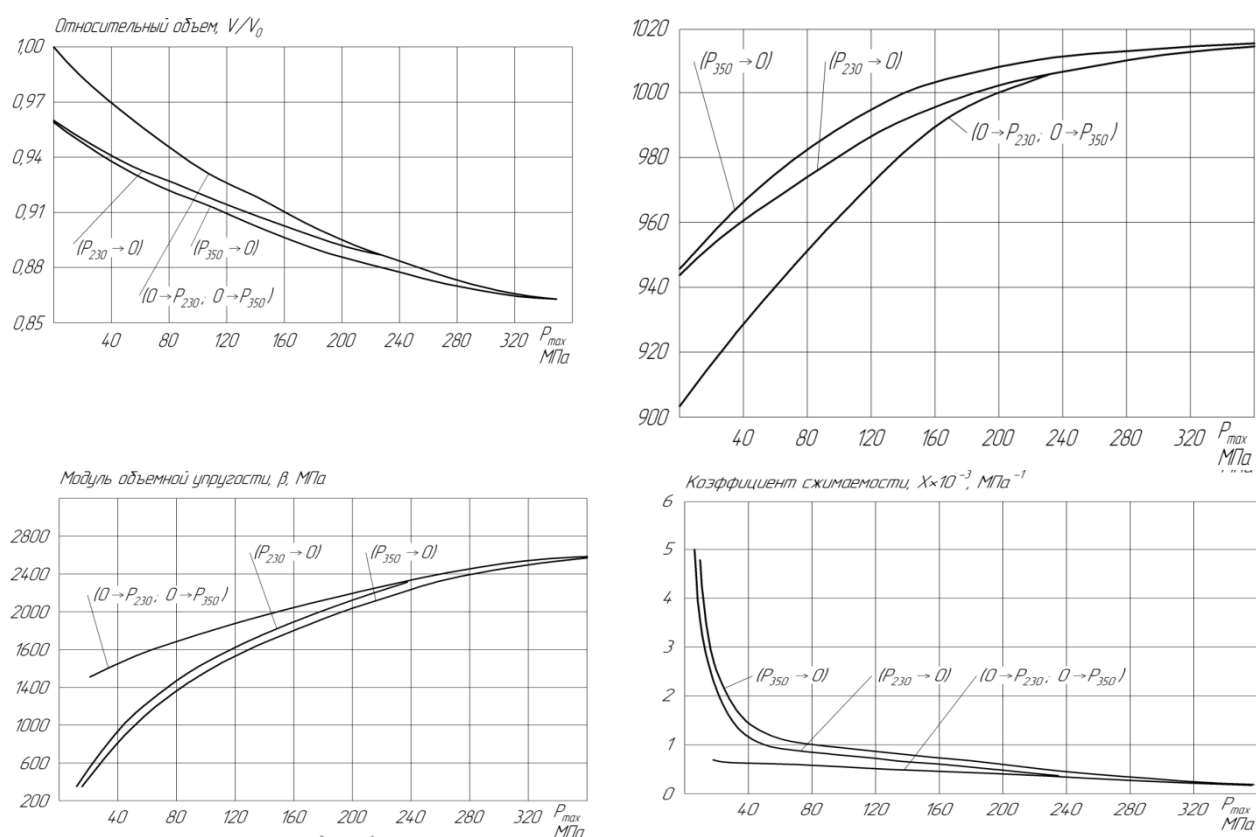 Относительный объем, V/V₀
1,00
0,97
0,94
0,91
0,88
0,85
(P₂₃₀ → 0)
(P₃₅₀ → 0)
(0 → P₂₃₀; 0 → P₃₅₀)
40 80 120 160 200 240 280 320 Pmax
МПа
1020
1000
980
960
940
920
900
(P₃₅₀ → 0)
(P₂₃₀ → 0)
(0 → P₂₃₀; 0 → P₃₅₀)
40 80 120 160 200 240 280 320 Pmax
МПа
Модуль объемной упругости, β, МПа
2800
2400
2000
1600
1400
1000
600
200
(P₂₃₀ → 0)
(P₃₅₀ → 0)
(0 → P₂₃₀; 0 → P₃₅₀)
40 80 120 160 200 240 280 320 Pmax
МПа
Коэффициент сжимаемости, X×10⁻³, МПа⁻¹
6
5
4
3
2
1
0
(P₃₅₀ → 0)
(P₂₃₀ → 0)
(0 → P₂₃₀; 0 → P₃₅₀)
40 80 120 160 200 240 280 320 Pmax
МПа